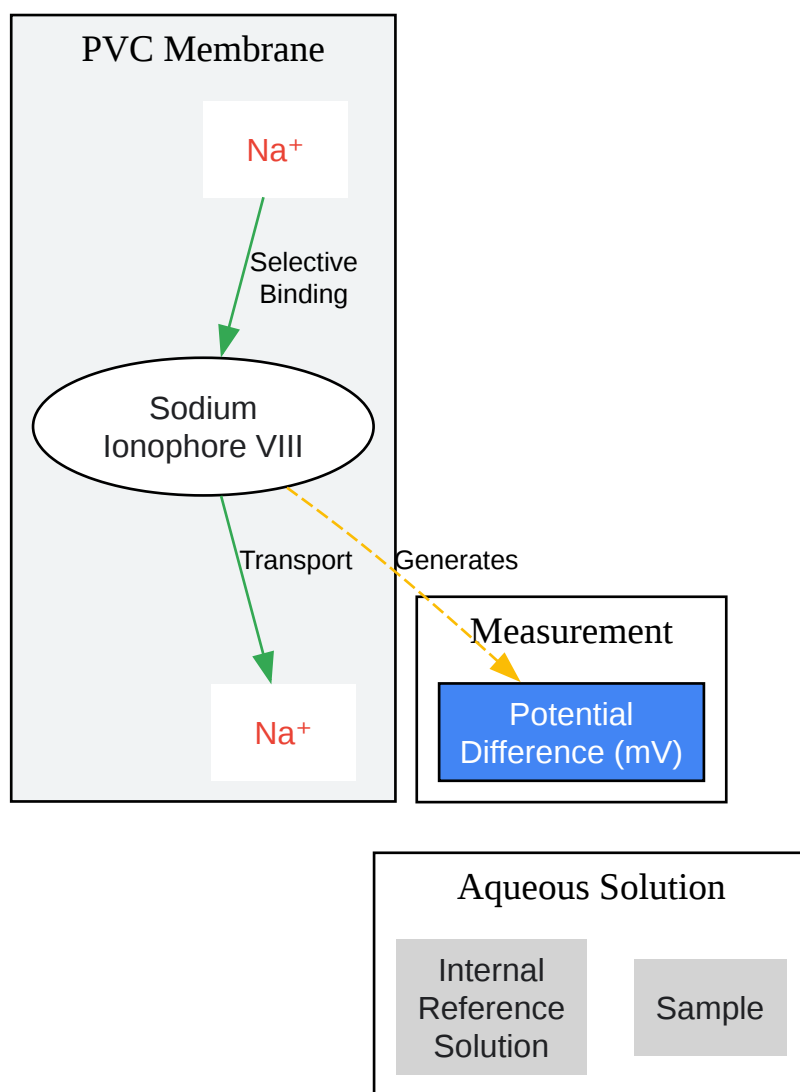 PVC Membrane
Na⁺
Selective
Binding
Sodium
Ionophore VIII
Transport
Generates
Na⁺
Measurement
Potential
Difference (mV)
Aqueous Solution
Internal
Reference
Solution
Sample